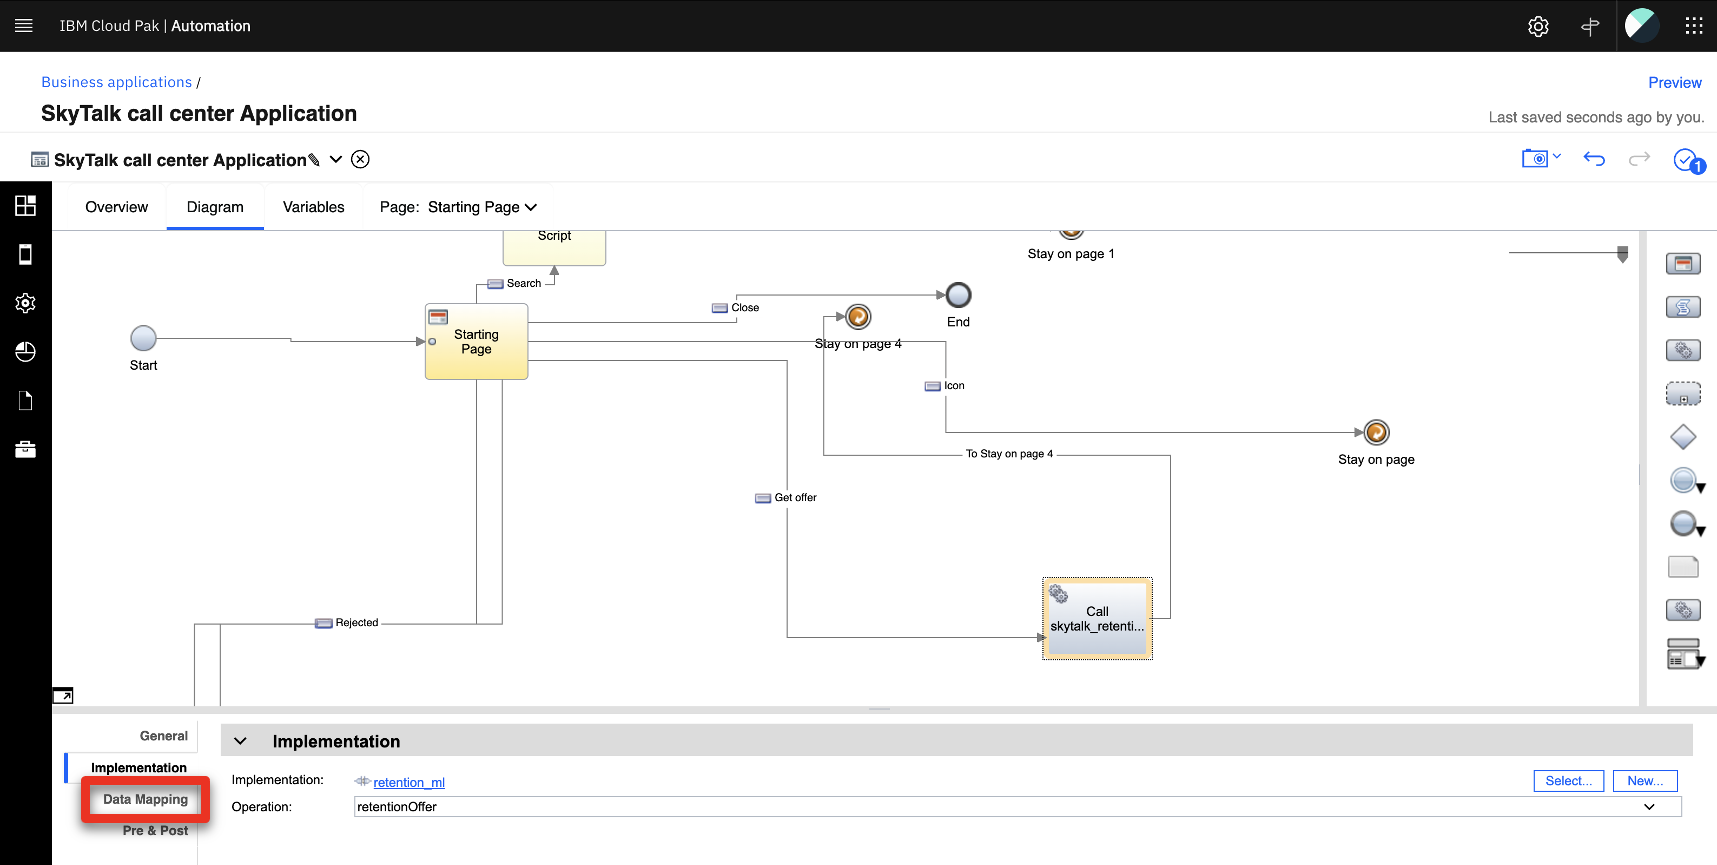 IBM Cloud Pak | Automation
Business applications /
Preview
SkyTalk call center Application
Last saved seconds ago by you.
SkyTalk call center Application
1
Overview
Diagram
Variables
Page: Starting Page
Script
Stay on page 1
Search
Close
End
Starting
Page
Start
Stay on page 4
Icon
To Stay on page 4
Stay on page
Get offer
Call
skytalk_retenti...
Rejected
General
Implementation
Data Mapping
Pre & Post
Implementation
Implementation:
retention_ml
Select...
New...
Operation:
retentionOffer